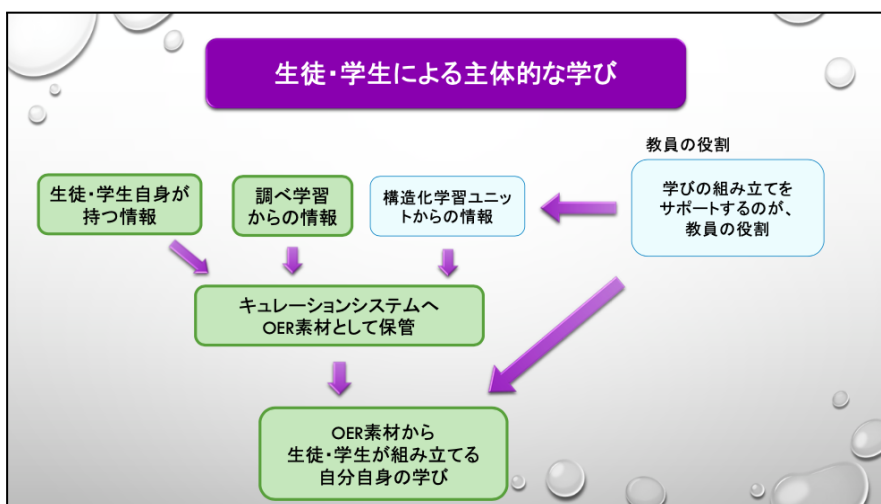 生徒・学生による主体的な学び
教員の役割
生徒・学生自身が
持つ情報
調べ学習
からの情報
構造化学習ユニッ
トからの情報
学びの組み立てを
サポートするのが、
教員の役割
キュレーションシステムへ
OER素材として保管
OER素材から
生徒・学生が組み立てる
自分自身の学び